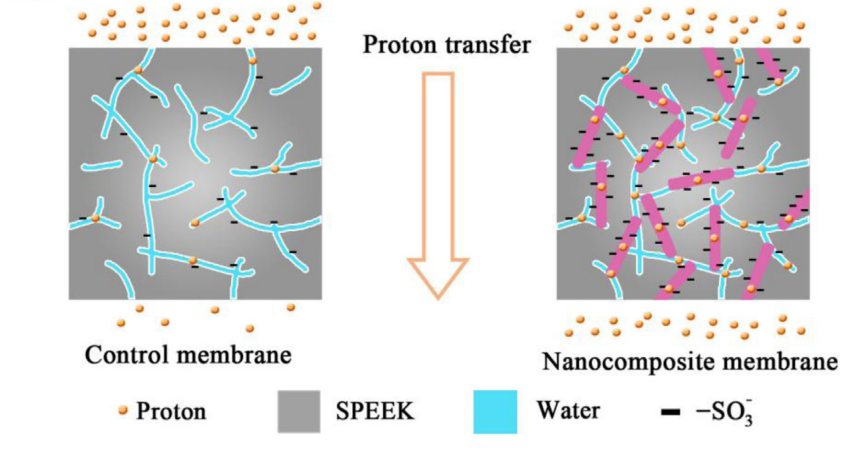 Proton transfer
Control membrane
Nanocomposite membrane
Proton
SPEEK
Water
−SO₃⁻